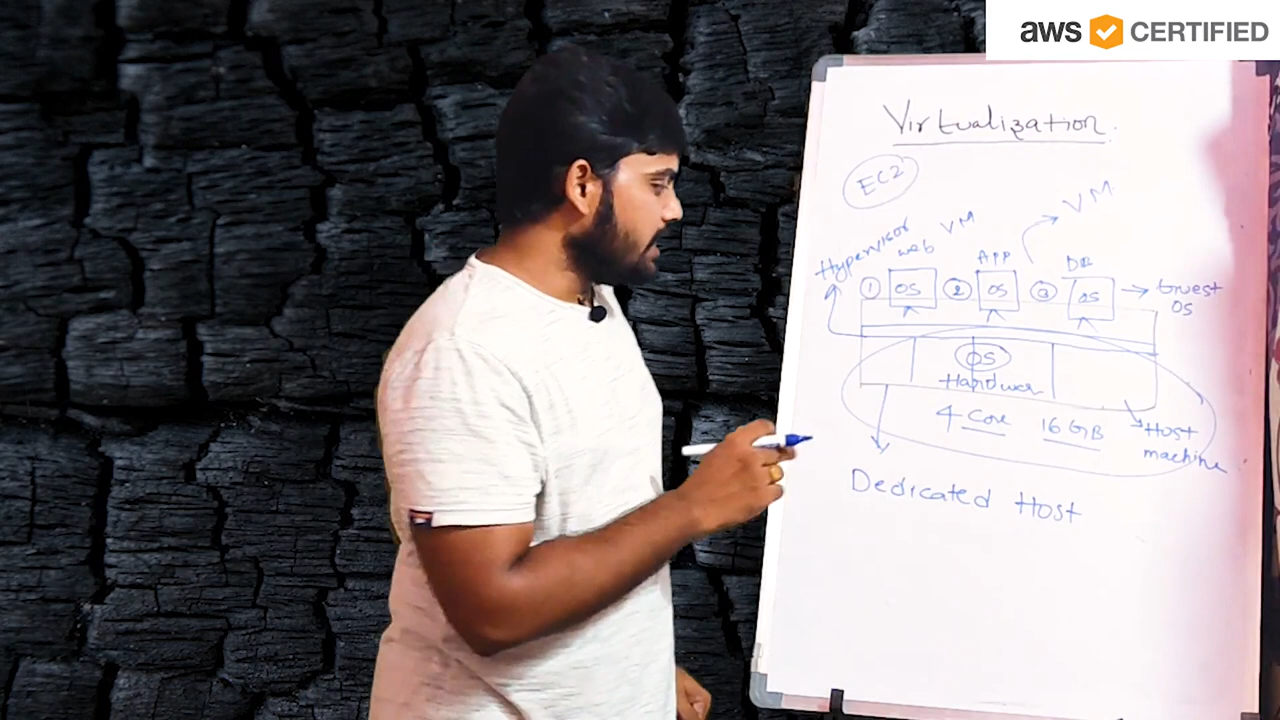 aws CERTIFIED
Virtualization
EC2
VM
Hypervisor
web VM
APP
DB
1 OS 2 OS 3 OS
Guest
OS
OS
Hardwer
4 Core 16 GB
Host
machine
Dedicated Host